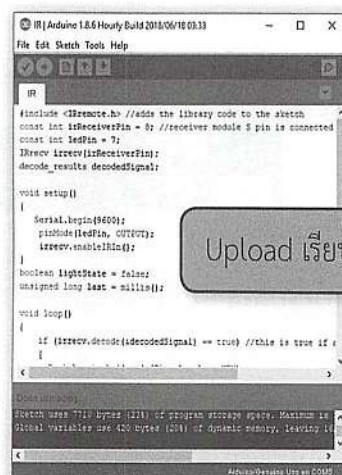 IR | Arduino 1.8.6 Hourly Build 2018/06/18 03:33
File Edit Sketch Tools Help
IR
#include <IRremote.h> //adds the library code to the sketch
const int irReceiverPin = 8; //receiver module S pin is connected
const int ledPin = 7;
IRrecv irrecv(irReceiverPin);
decode_results decodedSignal;
void setup()
{
Serial.begin(9600);
pinMode(ledPin, OUTPUT);
irrecv.enableIRIn();
}
boolean lightState = false;
unsigned long last = millis();
void loop()
{
if (irrecv.decode(&decodedSignal) == true) //this is true if
{
Upload เรีย
Done uploading.
Sketch uses 7710 bytes (23%) of program storage space. Maximum is
Global variables use 420 bytes (20%) of dynamic memory, leaving 16
Arduino/Genuino Uno on COM5